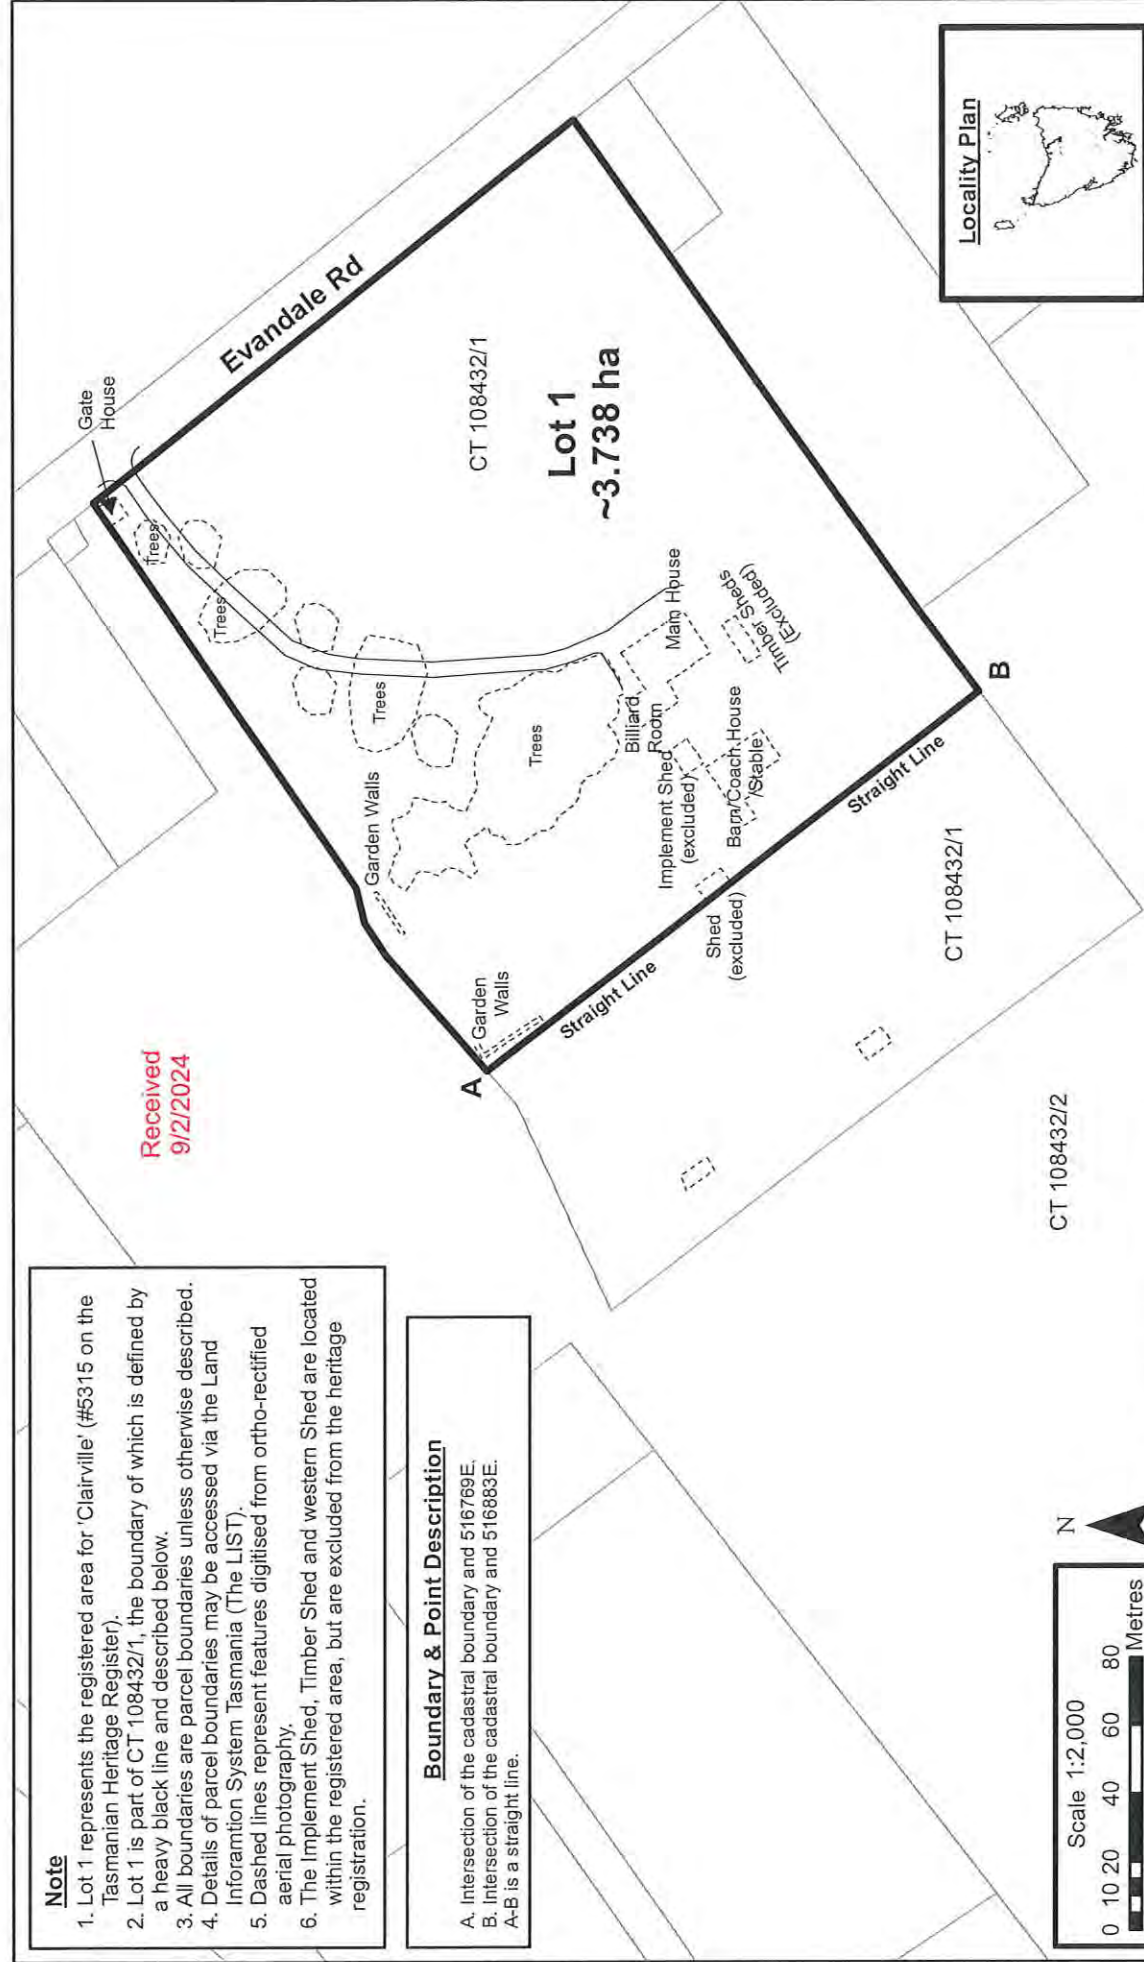 Note
1. Lot 1 represents the registered area for 'Clairville' (#5315 on the
Tasmanian Heritage Register).
2. Lot 1 is part of CT 108432/1, the boundary of which is defined by
a heavy black line and described below.
3. All boundaries are parcel boundaries unless otherwise described.
4. Details of parcel boundaries may be accessed via the Land
Inforamtion System Tasmania (The LIST).
5. Dashed lines represent features digitised from ortho-rectified
aerial photography.
6. The Implement Shed, Timber Shed and western Shed are located
within the registered area, but are excluded from the heritage
registration.
Boundary & Point Description
A. Intersection of the cadastral boundary and 516769E.
B. Intersection of the cadastral boundary and 516883E.
A-B is a straight line.
Scale 1:2,000
0 10 20 40 60 80
Metres
N
Received
9/2/2024
Gate
House
Evandale Rd
Trees
Trees
Trees
Trees
Garden Walls
Garden
Walls
A
CT 108432/1
Lot 1
~3.738 ha
Main House
Billiard
Room
Timber Sheds
(Excluded)
Implement Shed
(excluded)
Barn/Coach House
/Stable
Shed
(excluded)
Straight Line
Straight Line
B
CT 108432/1
CT 108432/2
Locality Plan